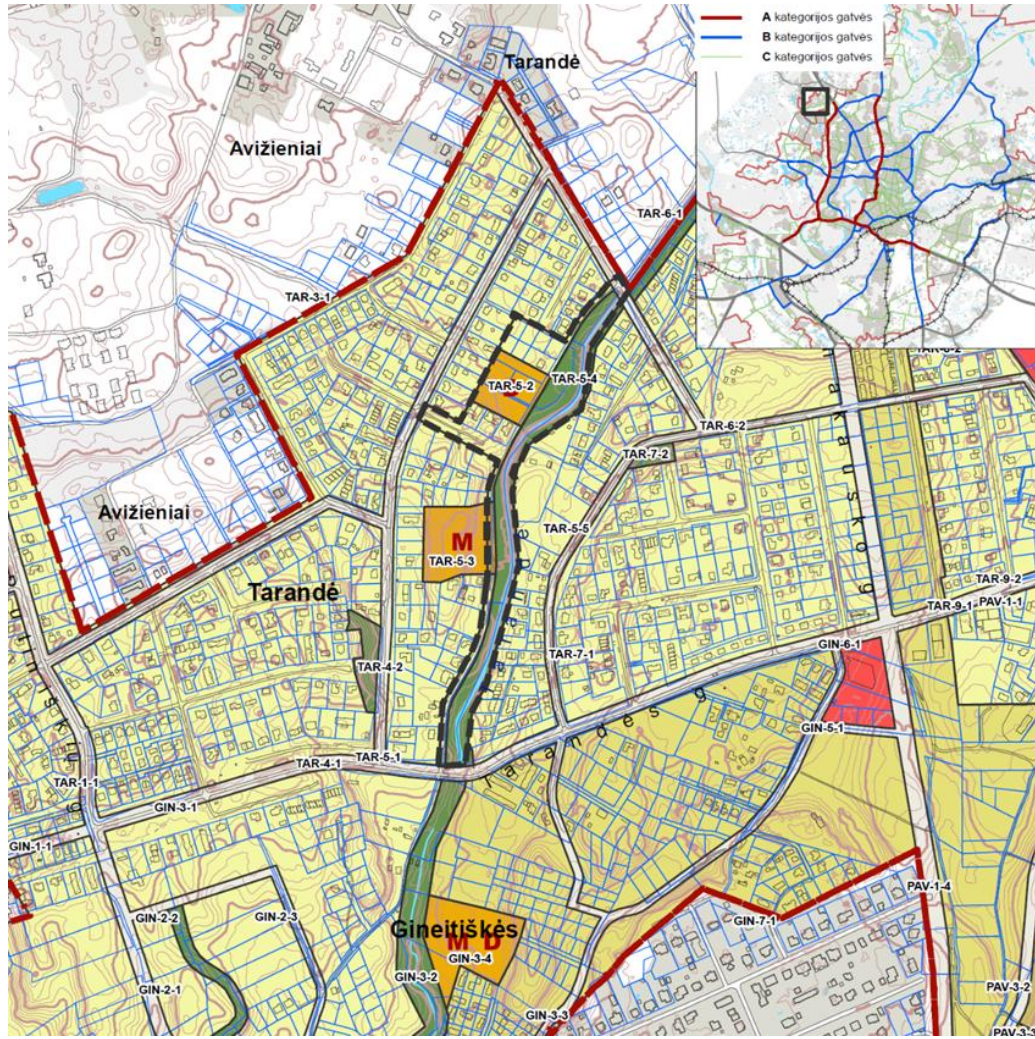 A kategorijos gatvės
B kategorijos gatvės
C kategorijos gatvės
Tarandė
Avižieniai
TAR-6-1
TAR-3-1
TAR-5-2
TAR-5-4
TAR-6-2
TAR-7-2
Avižieniai
TAR-5-5
M
TAR-5-3
Tarandė
TAR-9-2
PAV-1-1
TAR-9-1
GIN-6-1
TAR-7-1
TAR-4-2
GIN-5-1
TAR-5-1
TAR-4-1
TAR-1-1
GIN-3-1
GIN-1-1
PAV-1-4
GIN-2-2
GIN-2-3
GIN-7-1
Gineitiškės
M D
GIN-3-4
GIN-3-2
GIN-2-1
PAV-3-2
GIN-3-3
PAV-3-3